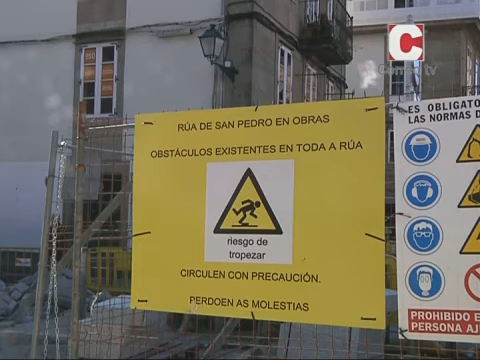 C
RÚA DE SAN PEDRO EN OBRAS
OBSTÁCULOS EXISTENTES EN TODA A RÚA
riesgo de
tropezar
CIRCULEN CON PRECAUCIÓN.
PERDOEN AS MOLESTIAS
ES OBLIGATO
LAS NORMAS D
PROHIBIDO E
PERSONA AJE